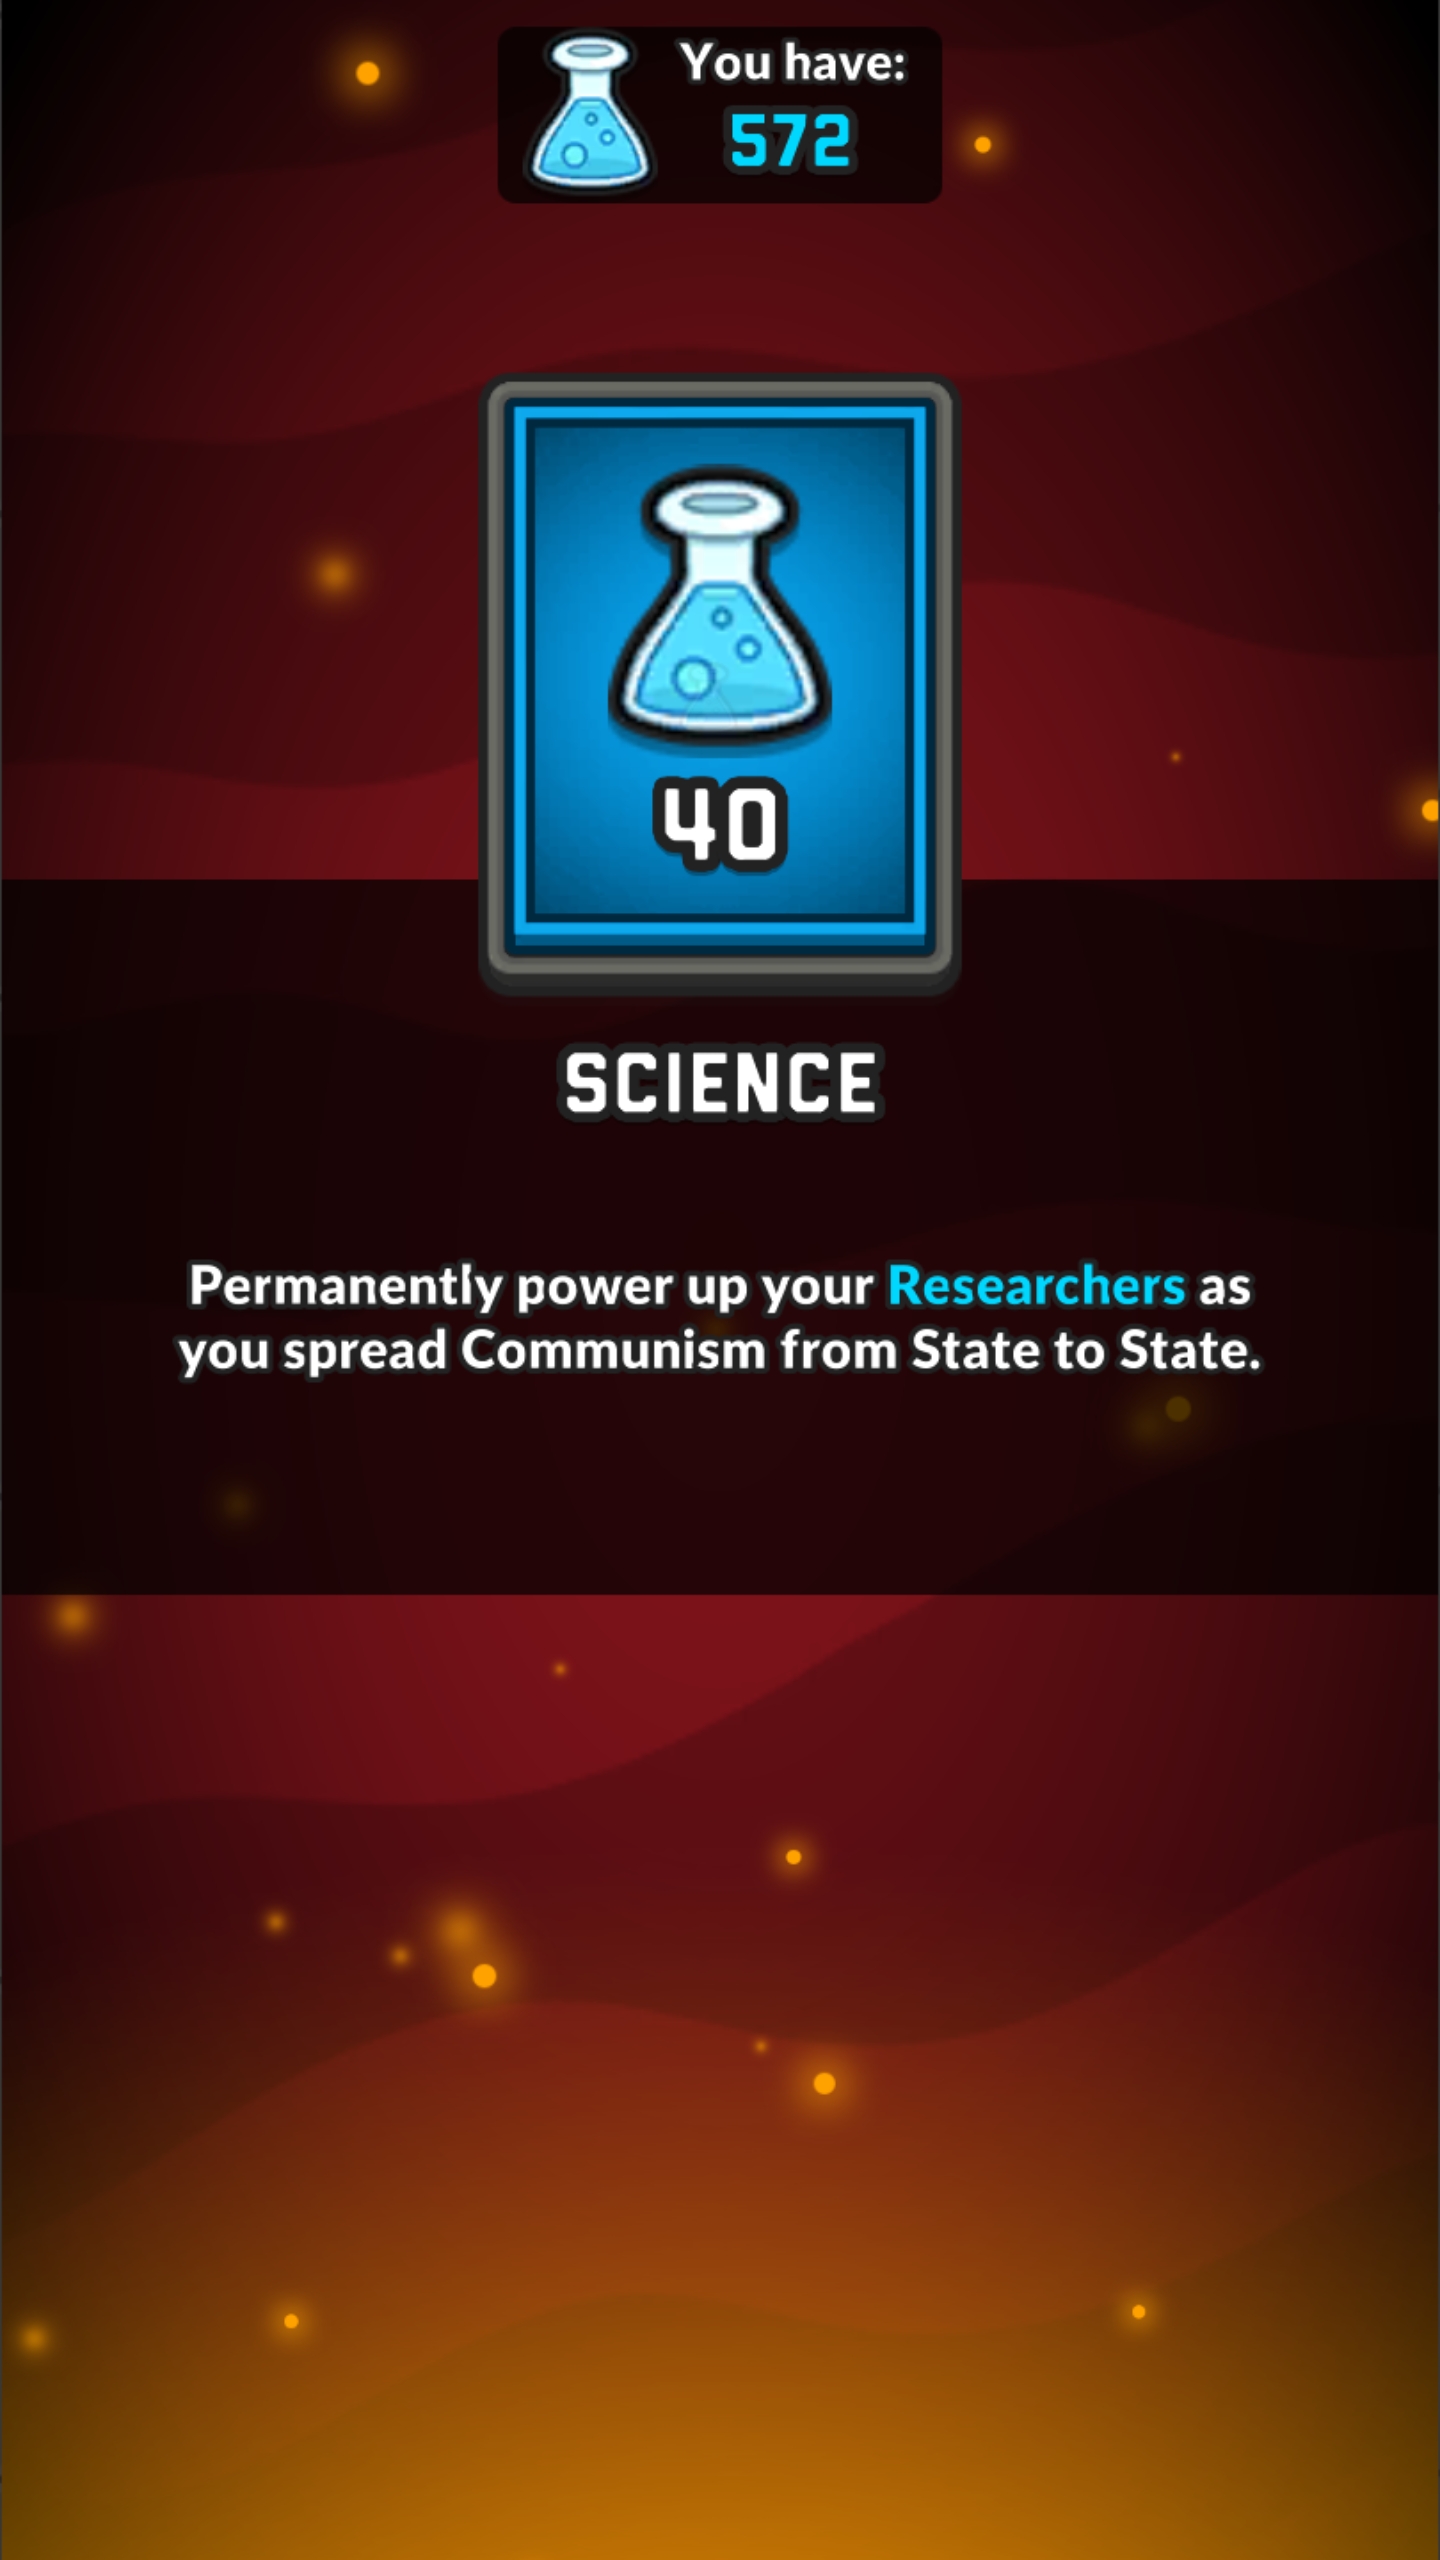 You have:
572
40
SCIENCE
Permanently power up your Researchers as
you spread Communism from State to State.